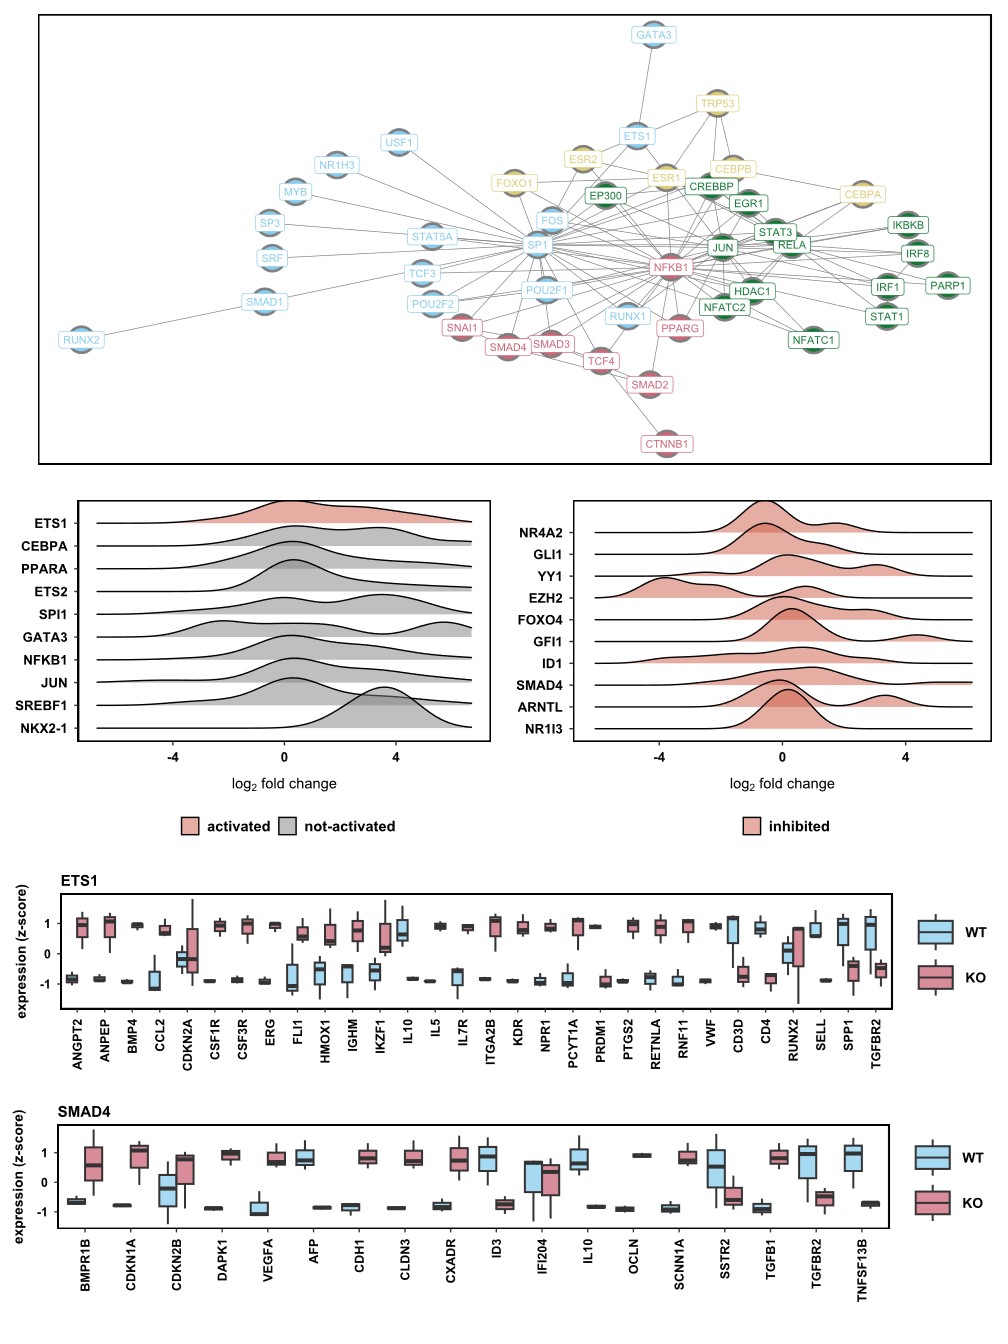 GATA3
TRP53
ETS1
USF1
ESR2
NR1H3
CEBPB
ESR1
FOXO1
CREBBP
MYB
EP300
CEBPA
EGR1
FOS
SP3
IKBKB
STAT3
STAT5A
SP1
JUN
RELA
IRF8
SRF
NFKB1
TCF3
PARP1
IRF1
POU2F1
HDAC1
SMAD1
POU2F2
NFATC2
RUNX1
STAT1
SNAI1
PPARG
RUNX2
NFATC1
SMAD3
SMAD4
TCF4
SMAD2
CTNNB1
ETS1
CEBPA
PPARA
ETS2
SPI1
GATA3
NFKB1
JUN
SREBF1
NKX2-1
-4 0 4
log2 fold change
activated not-activated
NR4A2
GLI1
YY1
EZH2
FOXO4
GFI1
ID1
SMAD4
ARNTL
NR1I3
-4 0 4
log2 fold change
inhibited
ETS1
expression (z-score)
1
0
-1
ANGPT2
ANPEP
BMP4
CCL2
CDKN2A
CSF1R
CSF3R
ERG
FLI1
HMOX1
IGHM
IKZF1
IL10
IL5
IL7R
ITGA2B
KDR
NPR1
PCYT1A
PRDM1
PTGS2
RETNLA
RNF11
VWF
CD3D
CD4
RUNX2
SELL
SPP1
TGFBR2
WT
KO
SMAD4
expression (z-score)
1
0
-1
BMPR1B
CDKN1A
CDKN2B
DAPK1
VEGFA
AFP
CDH1
CLDN3
CXADR
ID3
IFI204
IL10
OCLN
SCNN1A
SSTR2
TGFB1
TGFBR2
TNFSF13B
WT
KO